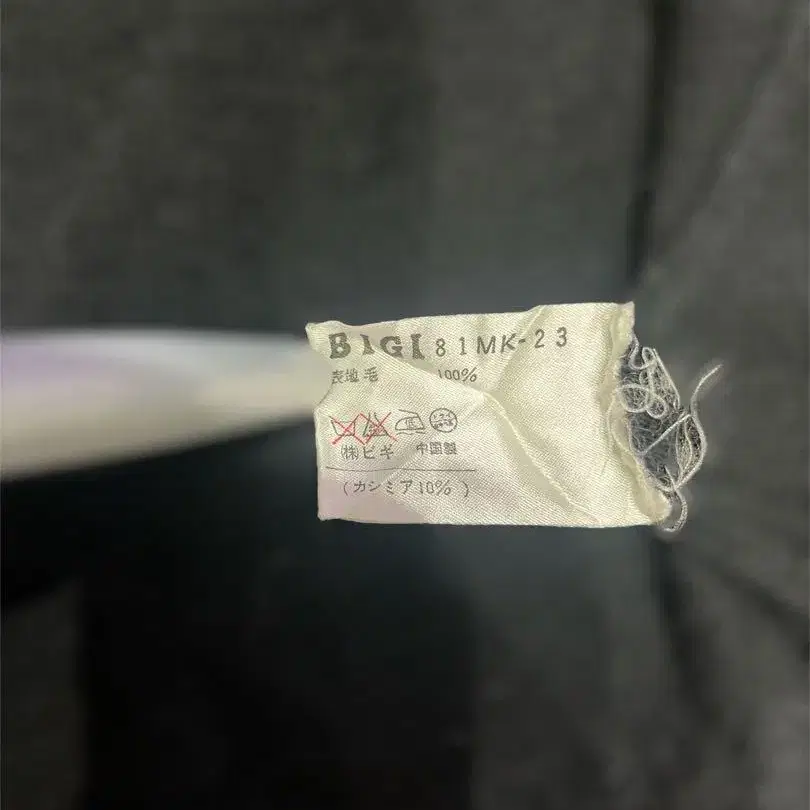 BIGI 81MK-23
表地 毛 100%
(株)ビギ 中国製
(カシミア10%)